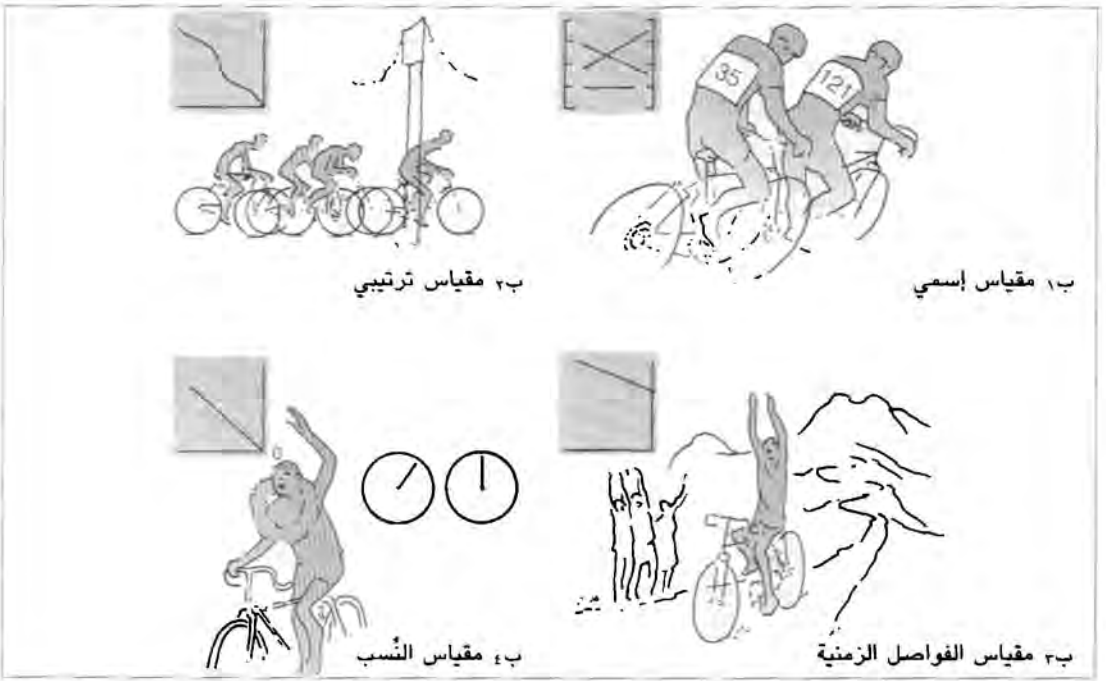 35
121
ب١ مقياس إسمي
ب٢ مقياس ترتيبي
ب٣ مقياس الفواصل الزمنية
ب٤ مقياس النُسب